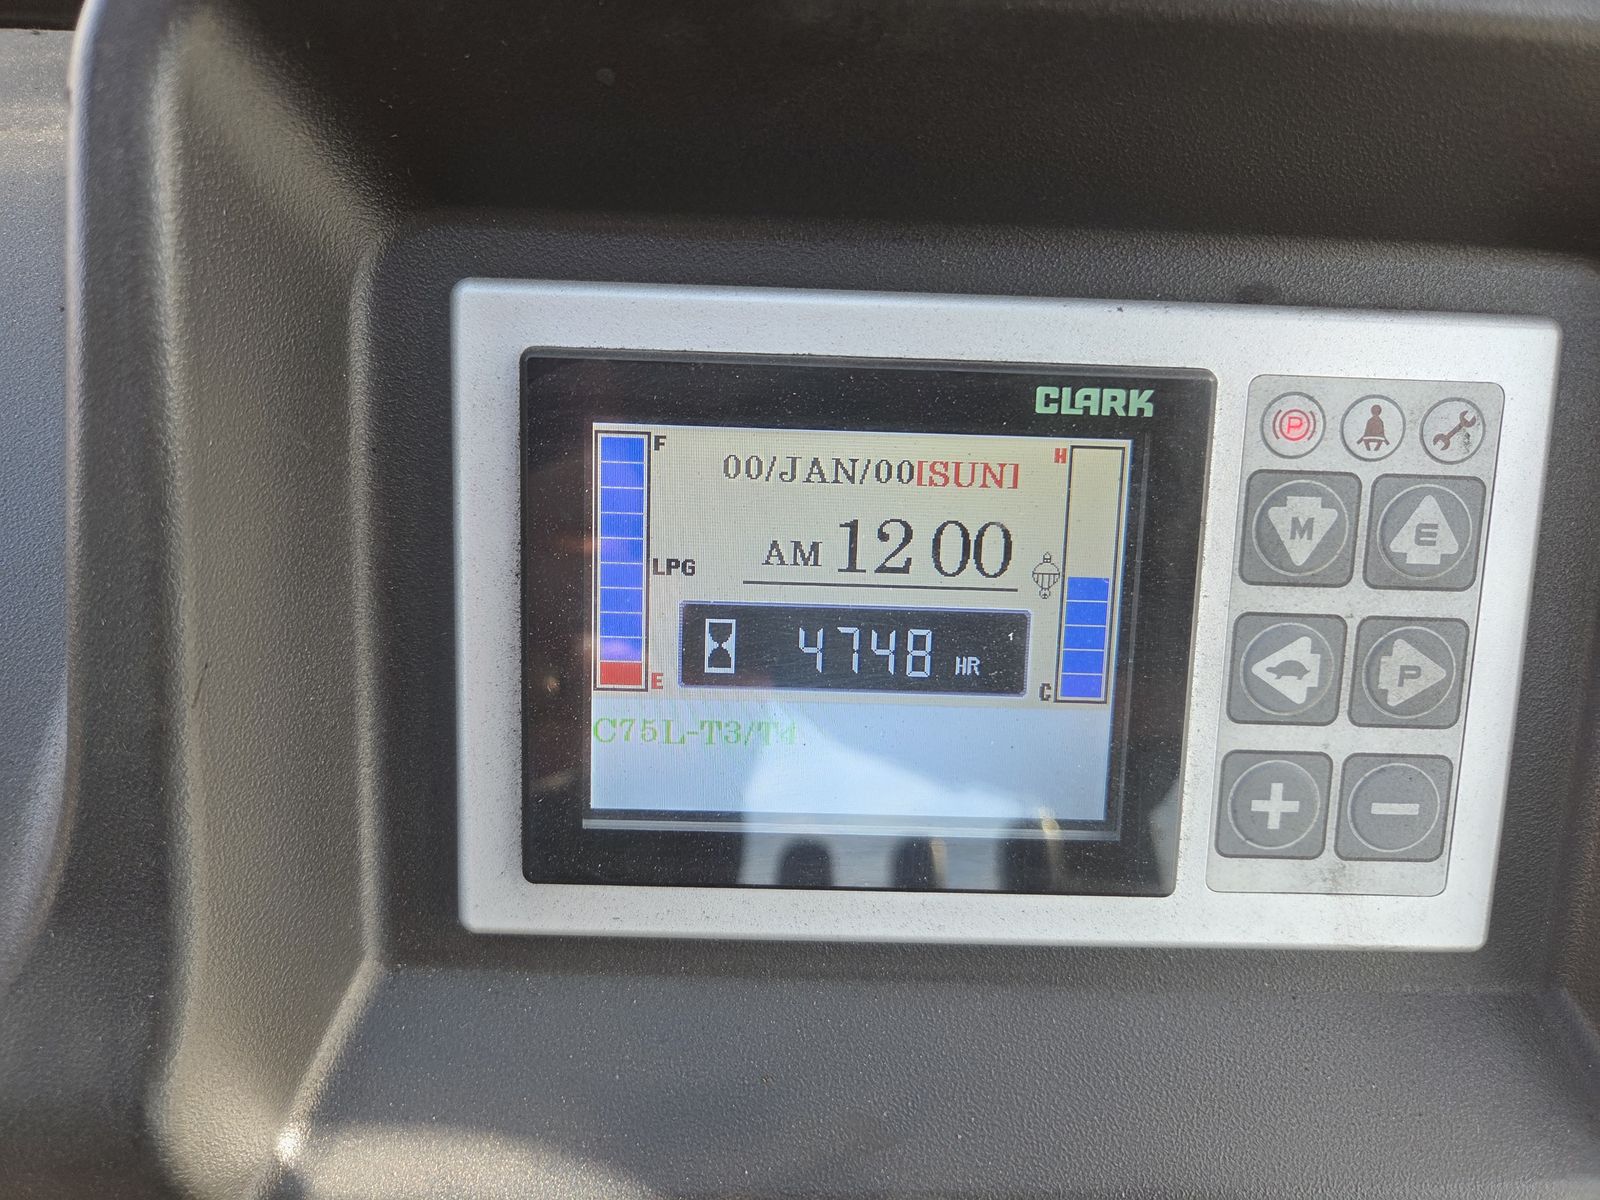 CLARK
F
00/JAN/00[SUN]
H
AM 12 00
LPG
4748 HR
E
C
C75L-T3/T4
P
M
E
P
+
-